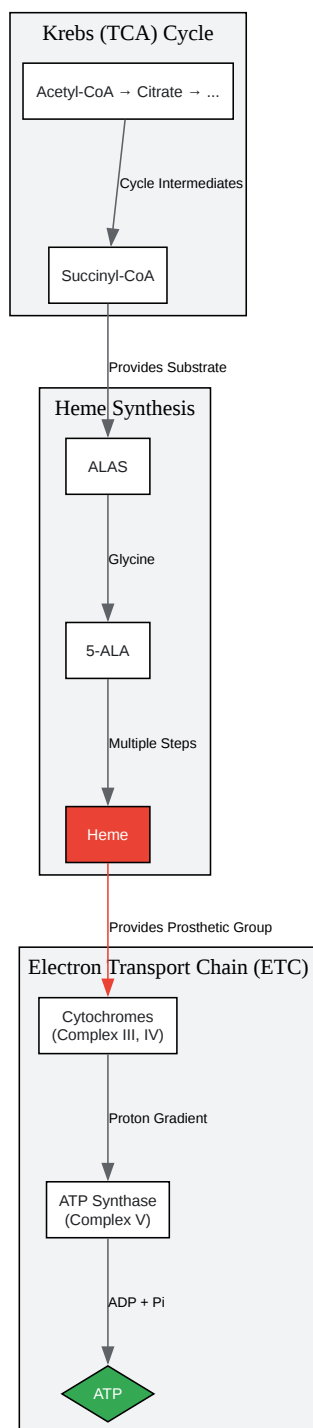 Krebs (TCA) Cycle
Acetyl-CoA → Citrate → ...
Cycle Intermediates
Succinyl-CoA
Provides Substrate
Heme Synthesis
ALAS
Glycine
5-ALA
Multiple Steps
Heme
Provides Prosthetic Group
Electron Transport Chain (ETC)
Cytochromes
(Complex III, IV)
Proton Gradient
ATP Synthase
(Complex V)
ADP + Pi
ATP